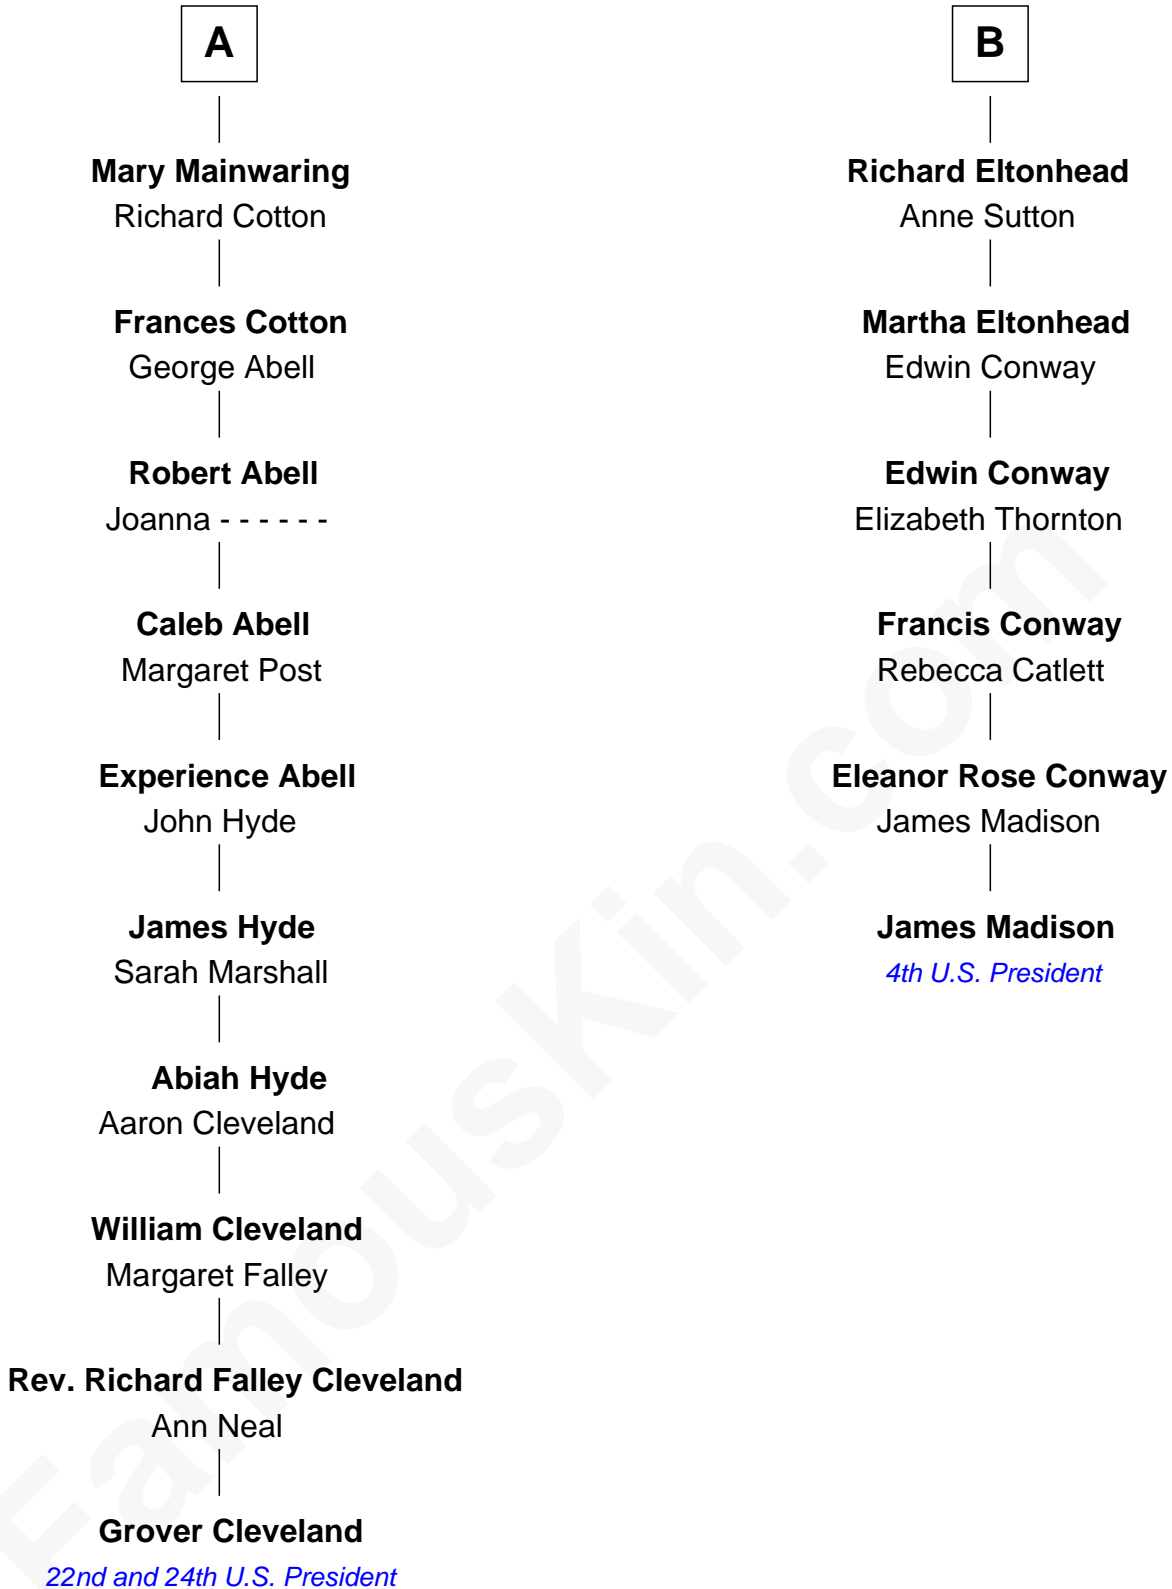 A
Mary Mainwaring
Richard Cotton
Frances Cotton
George Abell
Robert Abell
Joanna - - - - - -
Caleb Abell
Margaret Post
Experience Abell
John Hyde
James Hyde
Sarah Marshall
Abiah Hyde
Aaron Cleveland
William Cleveland
Margaret Falley
Rev. Richard Falley Cleveland
Ann Neal
Grover Cleveland
22nd and 24th U.S. President
B
Richard Eltonhead
Anne Sutton
Martha Eltonhead
Edwin Conway
Edwin Conway
Elizabeth Thornton
Francis Conway
Rebecca Catlett
Eleanor Rose Conway
James Madison
James Madison
4th U.S. President
FamousKin.com